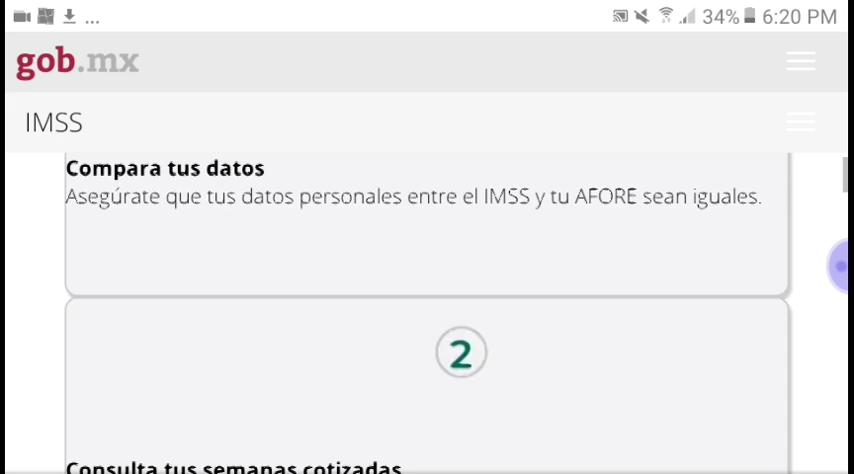 ... 34% 6:20 PM
gob.mx
IMSS
Compara tus datos
Asegúrate que tus datos personales entre el IMSS y tu AFORE sean iguales.
2
Consulta tus semanas cotizadas